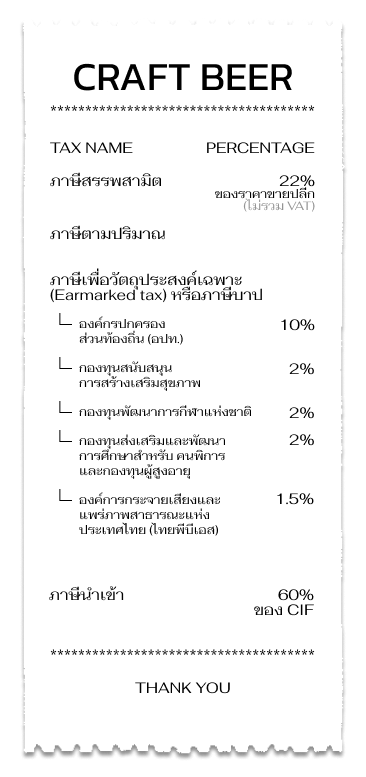 CRAFT BEER
**************************************
TAX NAME PERCENTAGE
ภาษีสรรพสามิต 22%
ของราคาขายปลีก
(ไม่รวม VAT)
ภาษีตามปริมาณ
ภาษีเพื่อวัตถุประสงค์เฉพาะ
(Earmarked tax) หรือภาษีบาป
องค์กรปกครอง 10%
ส่วนท้องถิ่น (อปท.)
กองทุนสนับสนุน 2%
การสร้างเสริมสุขภาพ
กองทุนพัฒนาการกีฬาแห่งชาติ 2%
กองทุนส่งเสริมและพัฒนา 2%
การศึกษาสำหรับ คนพิการ
และกองทุนผู้สูงอายุ
องค์การกระจายเสียงและ 1.5%
แพร่ภาพสาธารณะแห่ง
ประเทศไทย (ไทยพีบีเอส)
ภาษีนำเข้า 60%
ของ CIF
**************************************
THANK YOU